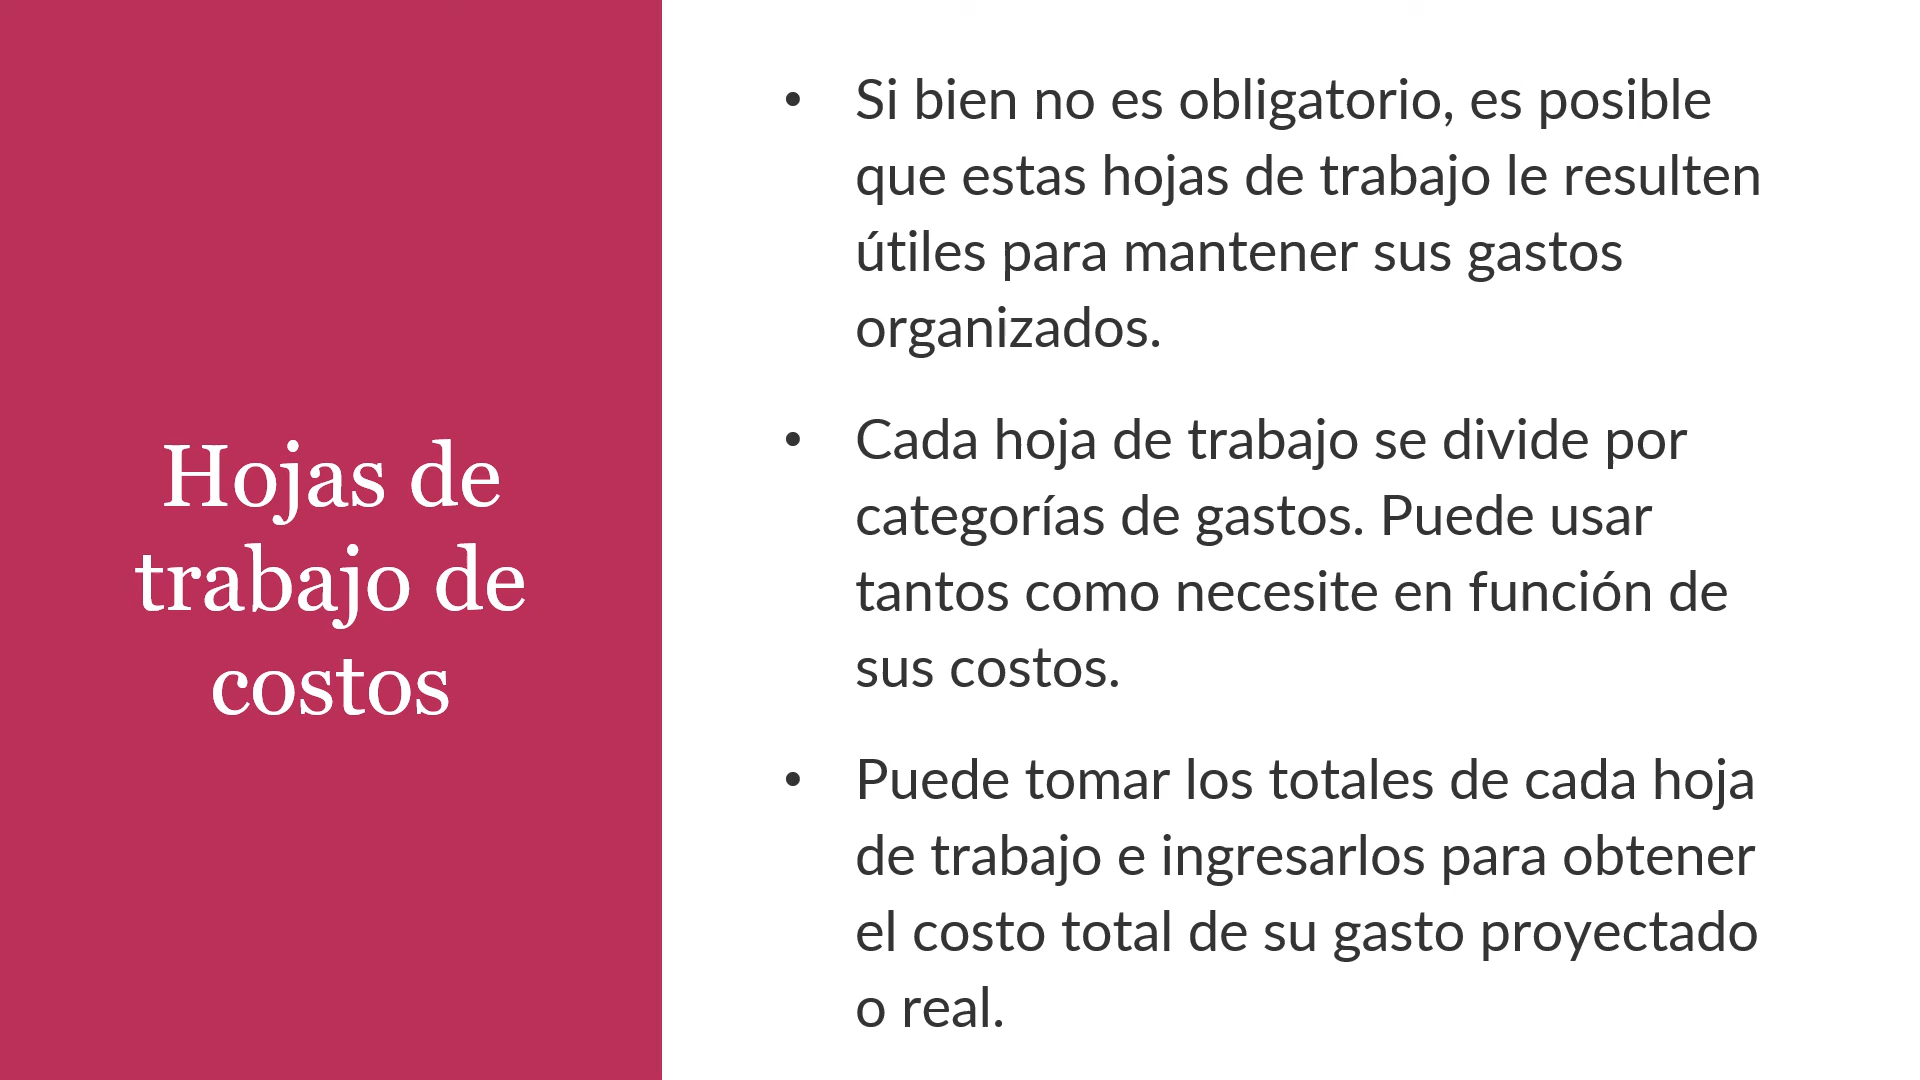 Hojas de
trabajo de
costos
• Si bien no es obligatorio, es posible
que estas hojas de trabajo le resulten
útiles para mantener sus gastos
organizados.
• Cada hoja de trabajo se divide por
categorías de gastos. Puede usar
tantos como necesite en función de
sus costos.
• Puede tomar los totales de cada hoja
de trabajo e ingresarlos para obtener
el costo total de su gasto proyectado
o real.